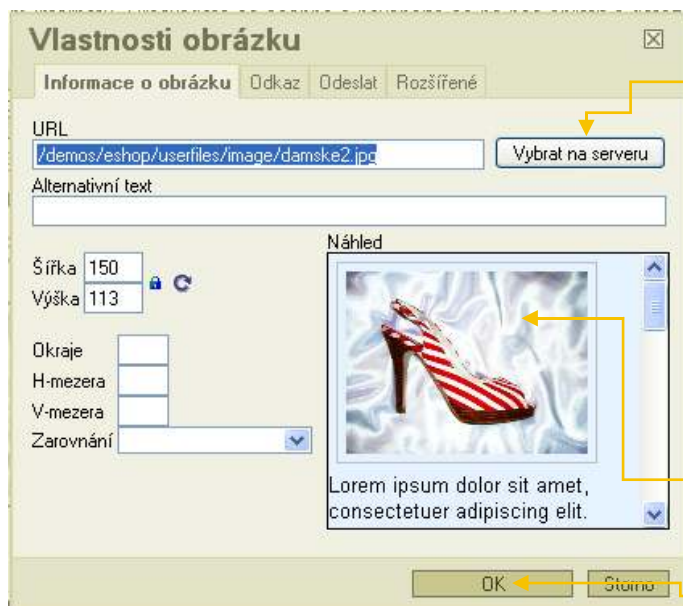 Vlastnosti obrázku
Informace o obrázku Odkaz Odeslat Rozšířené
URL
/demos/eshop/userfiles/image/damske2.jpg
Vybrat na serveru
Alternativní text
Náhled
Šířka 150
Výška 113
Okraje
H-mezera
V-mezera
Zarovnání
Lorem ipsum dolor sit amet,
consectetuer adipiscing elit.
OK Storno